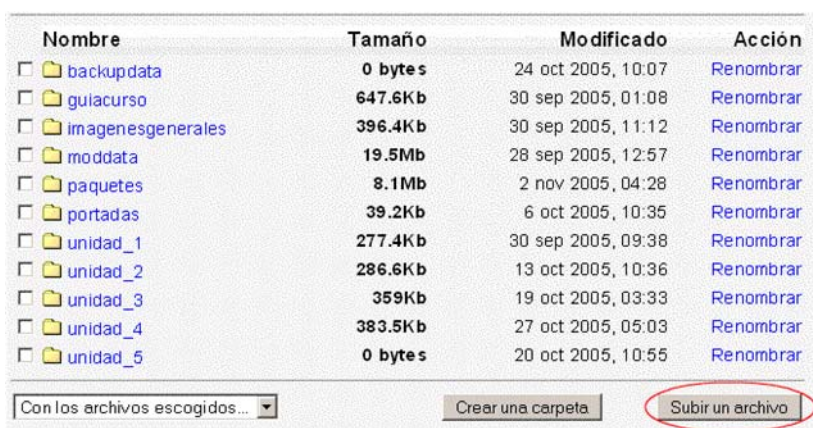 Nombre Tamaño Modificado Acción
backupdata 0 bytes 24 oct 2005, 10:07 Renombrar
guiacurso 647.6Kb 30 sep 2005, 01:08 Renombrar
imagenesgenerales 396.4Kb 30 sep 2005, 11:12 Renombrar
moddata 19.5Mb 28 sep 2005, 12:57 Renombrar
paquetes 8.1Mb 2 nov 2005, 04:28 Renombrar
portadas 39.2Kb 6 oct 2005, 10:35 Renombrar
unidad_1 277.4Kb 30 sep 2005, 09:38 Renombrar
unidad_2 286.6Kb 13 oct 2005, 10:36 Renombrar
unidad_3 359Kb 19 oct 2005, 03:33 Renombrar
unidad_4 383.5Kb 27 oct 2005, 05:03 Renombrar
unidad_5 0 bytes 20 oct 2005, 10:55 Renombrar
Con los archivos escogidos... Crear una carpeta Subir un archivo